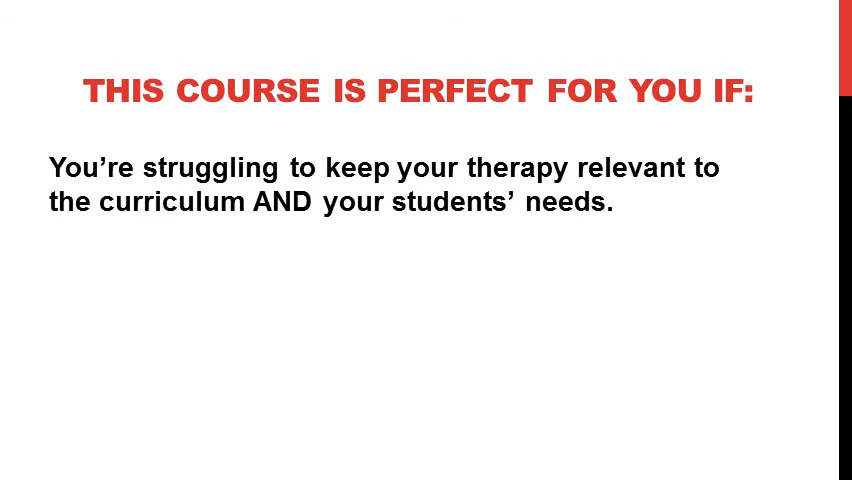 THIS COURSE IS PERFECT FOR YOU IF:
You’re struggling to keep your therapy relevant to
the curriculum AND your students’ needs.